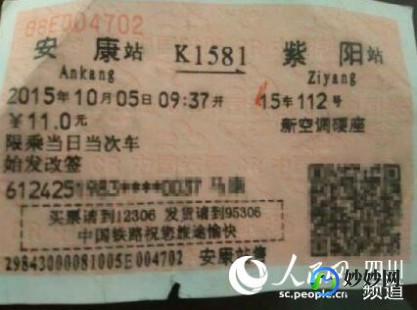 88E004702
安康站 K1581 紫阳站
Ankang Ziyang
2015年10月05日09:37开 15车112号
¥11.0元 新空调硬座
限乘当日当次车
始发改签
6124251983****0037
买票请到12306 发货请到95306
中国铁路祝您旅途愉快
29843000081005E004702 安康站售
人民网 四川
sc.people.cn 频道
妙妙网